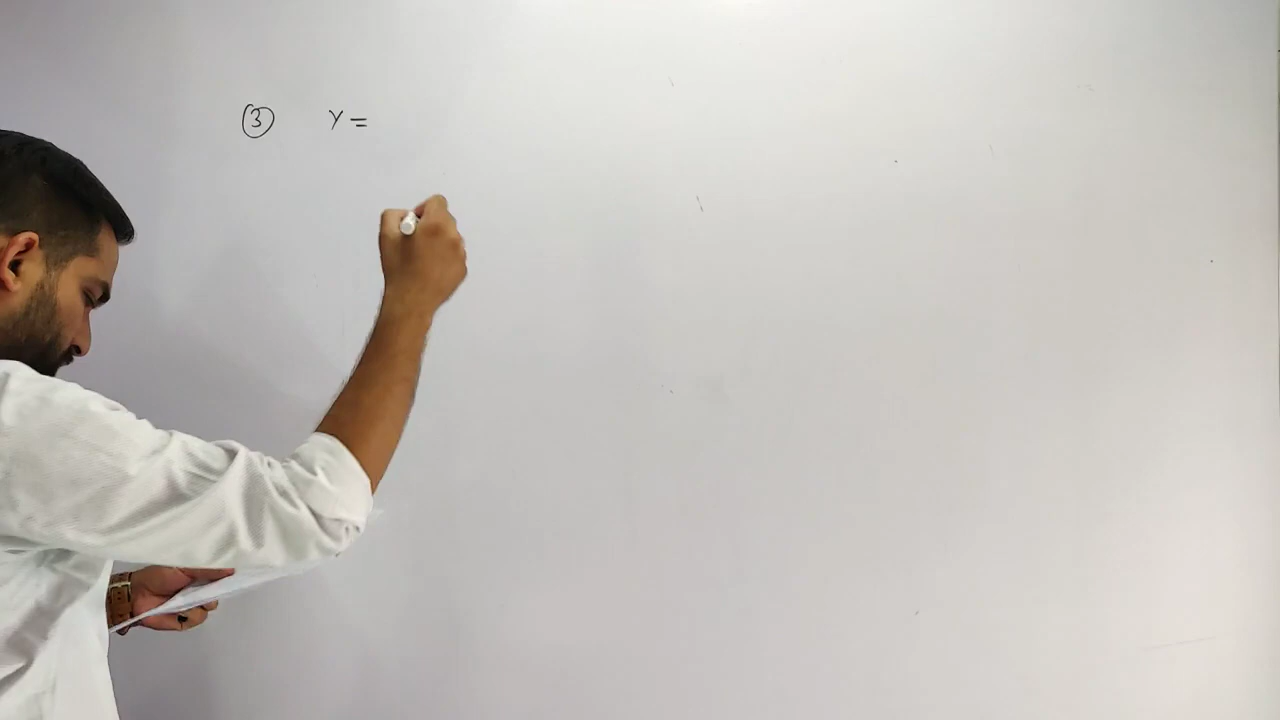 ③ Y =